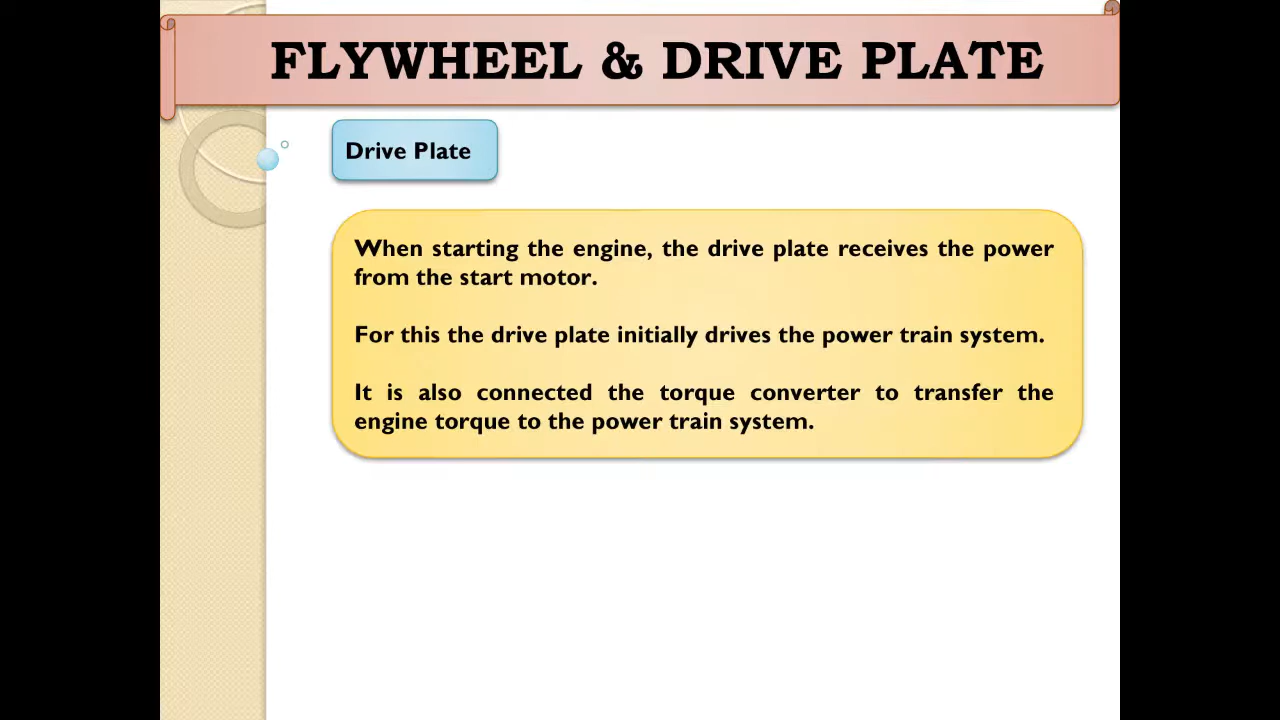 FLYWHEEL & DRIVE PLATE
Drive Plate
When starting the engine, the drive plate receives the power
from the start motor.
For this the drive plate initially drives the power train system.
It is also connected the torque converter to transfer the
engine torque to the power train system.